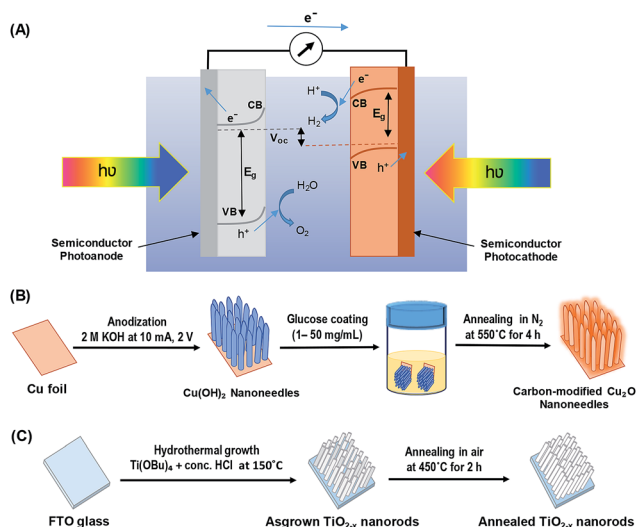 (A)
e⁻
hυ
e⁻
CB
E_g
VB
h⁺
V_oc
H₂O
O₂
H⁺
H₂
e⁻
CB
E_g
VB
h⁺
hυ
Semiconductor
Photoanode
Semiconductor
Photocathode
(B)
Cu foil
Anodization
2 M KOH at 10 mA, 2 V
Cu(OH)₂ Nanoneedles
Glucose coating
(1– 50 mg/mL)
Annealing in N₂
at 550˚C for 4 h
Carbon-modified Cu₂O
Nanoneedles
(C)
FTO glass
Hydrothermal growth
Ti(OBu)₄ + conc. HCl at 150˚C
Asgrown TiO₂₋ₓ nanorods
Annealing in air
at 450˚C for 2 h
Annealed TiO₂₋ₓ nanorods